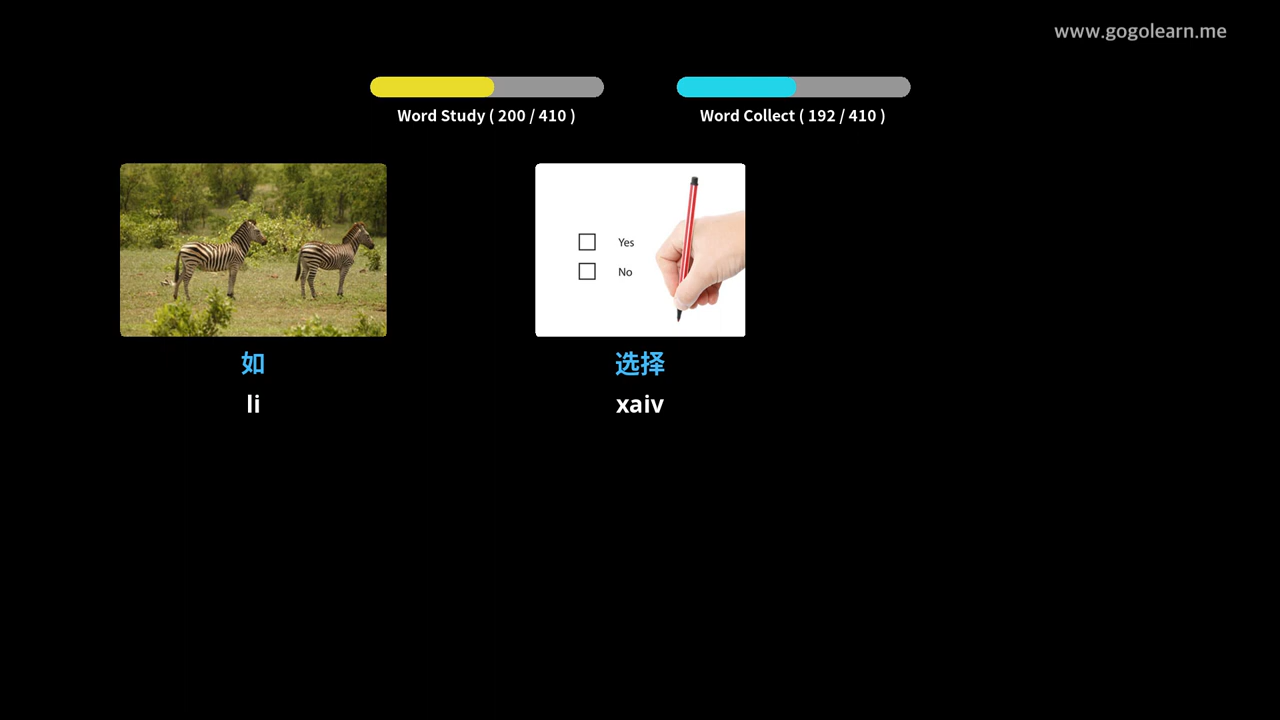 www.gogolearn.me
Word Study ( 200 / 410 )
Word Collect ( 192 / 410 )
Yes
No
如
选择
li
xaiv